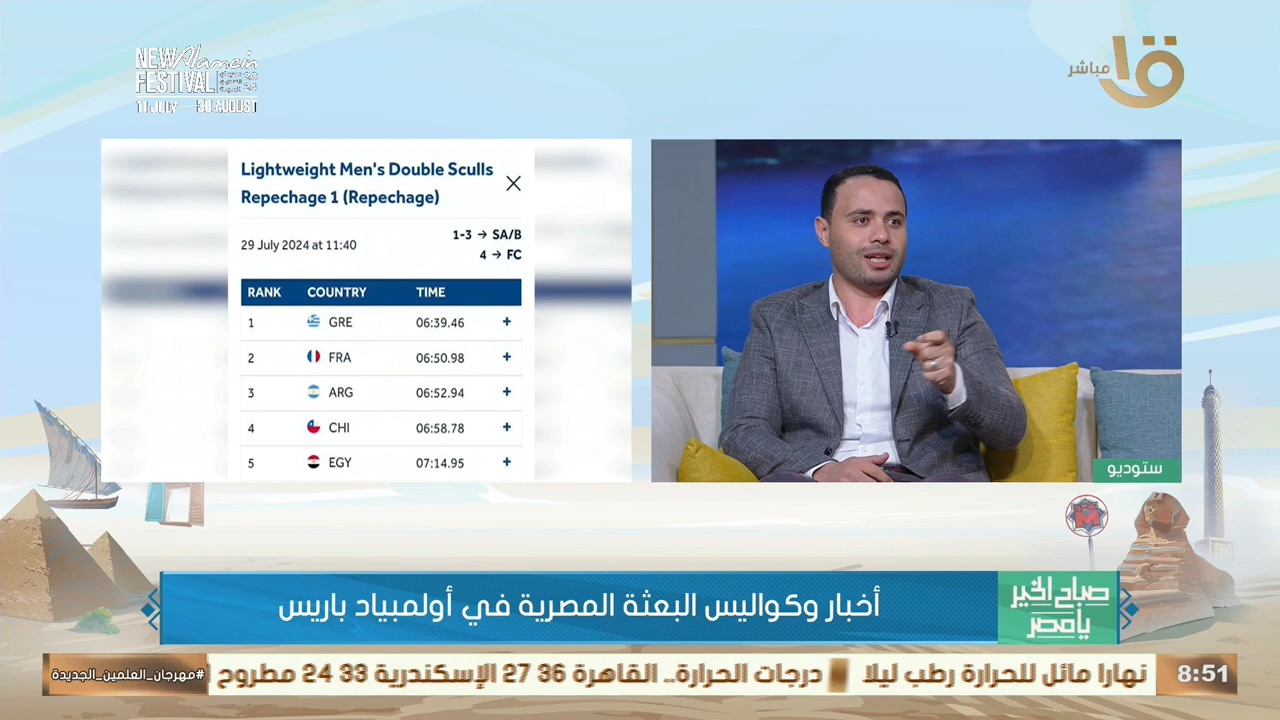 NEW Alamein
FESTIVAL
11 JULY — 30 AUGUST
مباشر
Lightweight Men's Double Sculls
Repechage 1 (Repechage)
29 July 2024 at 11:40
1-3 → SA/B
4 → FC
RANK COUNTRY TIME
1 GRE 06:39.46 +
2 FRA 06:50.98 +
3 ARG 06:52.94 +
4 CHI 06:58.78 +
5 EGY 07:14.95 +
ستوديو
صباح الخير
يا مصر
أخبار وكواليس البعثة المصرية في أولمبياد باريس
8:51
نهارا مائل للحرارة رطب ليلا درجات الحرارة.. القاهرة 36 27 الإسكندرية 33 24 مطروح
#مهرجان_العلمين_الجديدة